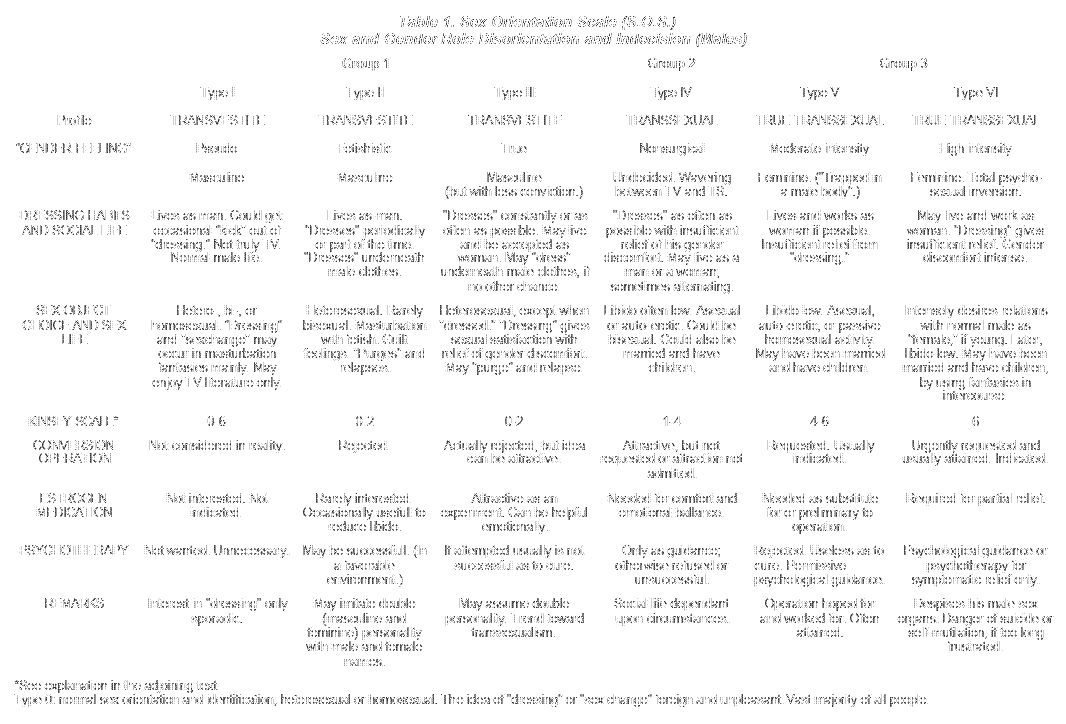 Table 1. Sex Orientation Scale (S.O.S.)
Sex and Gender Role Disorientation and Indecision (Males)
Group 1 Group 2 Group 3
Type I Type II Type III Type IV Type V Type VI
Profile TRANSVESTITE TRANSVESTITE TRANSVESTITE TRANSSEXUAL TRUE TRANSSEXUAL TRUE TRANSSEXUAL
"GENDER FEELING" Pseudo Fetishistic True Nonsurgical Moderate intensity High intensity
Masculine Masculine Masculine Undecided. Wavering Feminine. ("Trapped in Feminine. Total psycho-
(but with less conviction.) between TV and TS. a male body".) sexual inversion.
DRESSING HABITS Lives as man. Could get Lives as man. "Dresses" constantly or as "Dresses" as often as Lives and works as May live and work as
AND SOCIAL LIFE occasional "kick" out of "Dresses" periodically often as possible. May live possible with insufficient woman if possible. woman. "Dressing" gives
"dressing." Not truly TV. or part of the time. and be accepted as relief of his gender Insufficient relief from insufficient relief. Gender
Normal male life. "Dresses" underneath woman. May "dress" discomfort. May live as a "dressing." discomfort intense.
male clothes. underneath male clothes, if man or a woman,
no other chance. sometimes alternating.
SEX OBJECT Hetero-, bi-, or Heterosexual. Rarely Heterosexual, except when Libido often low. Asexual Libido low. Asexual, Intensely desires relations
CHOICE AND SEX homosexual. "Dressing" bisexual. Masturbation "dressed." "Dressing" gives or auto-erotic. Could be auto-erotic, or passive with normal male as
LIFE and "sexchange" may with fetish. Guilt sexual satisfaction with bisexual. Could also be homosexual activity. "female," if young. Later,
occur in masturbation feelings. "Purges" and relief of gender discomfort. married and have May have been married libido low. May have been
fantasies mainly. May relapses. May "purge" and relapse. children. and have children. married and have children,
enjoy TV literature only. by using fantasies in
intercourse.
KINSEY SCALE* 0-6 0-2 0-2 1-4 4-6 6
CONVERSION Not considered in reality. Rejected. Actually rejected, but idea Attractive, but not Requested. Usually Urgently requested and
OPERATION can be attractive. requested or attraction not indicated. usually attained. Indicated.
admitted.
ESTROGEN Not interested. Not Rarely interested. Attractive as an Needed for comfort and Needed as substitute Required for partial relief.
MEDICATION indicated. Occasionally useful to experiment. Can be helpful emotional ballance. for or preliminary to
reduce libido. emotionally. operation.
PSYCHOTHERAPY Not wanted. Unnecessary. May be successful. (in If attempted usually is not Only as guidance; Rejected. Useless as to Psychological guidance or
a favorable successful as to cure. otherwise refused or cure. Permissive psychotherapy for
environment.) unsuccessful. psychological guidance. symptomatic relief only.
REMARKS Interest in "dressing" only May imitate double May assume double Social life dependent Operation hoped for Despises his male sex
sporadic. (masculine and personality. Trend toward upon circumstances. and worked for. Often organs. Danger of suicide or
feminine) personality transsexualism. attained. self-mutilation, if too long
with male and female frustrated.
names.
*See explanation in the adjoining text
Type 0: normal sex orientation and identification, heterosexual or homosexual. The idea of "dressing" or "sex change" foreign and unpleasant. Vast majority of all people.